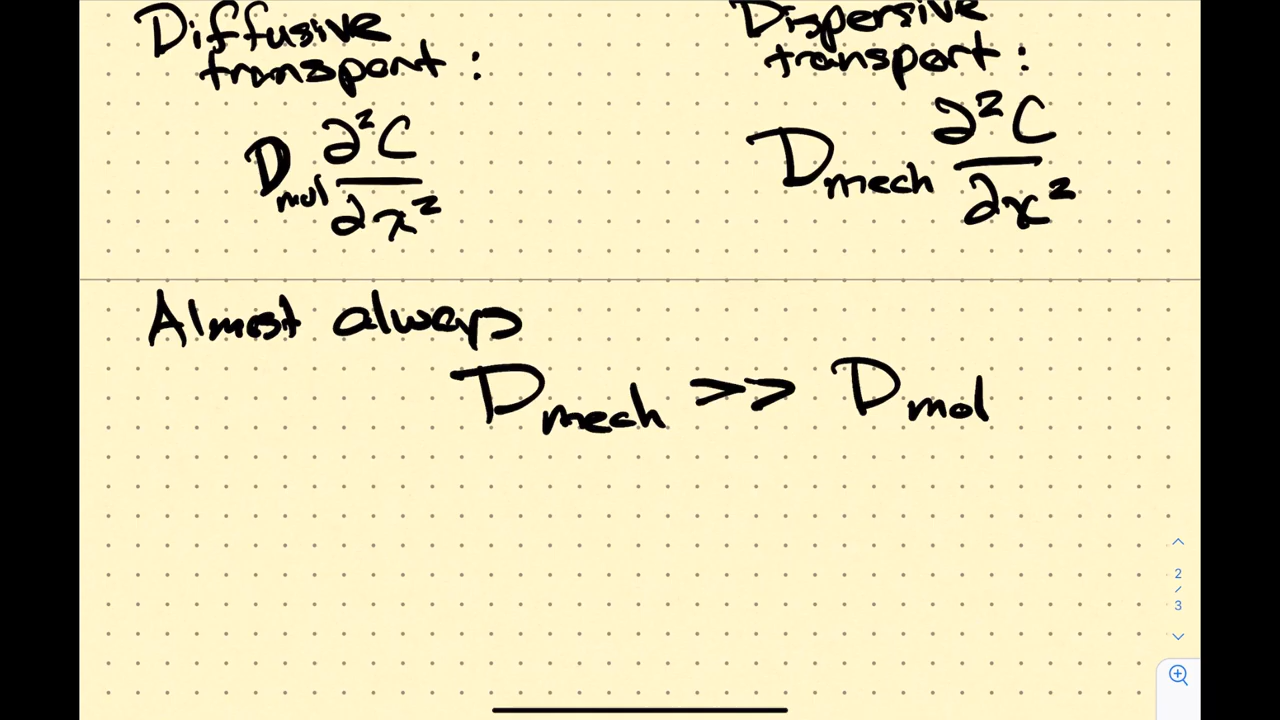 Diffusive
transport :
D_mol ∂²C / ∂x²
Dispersive
transport :
D_mech ∂²C / ∂x²
Almost always
D_mech >> D_mol
2
/
3